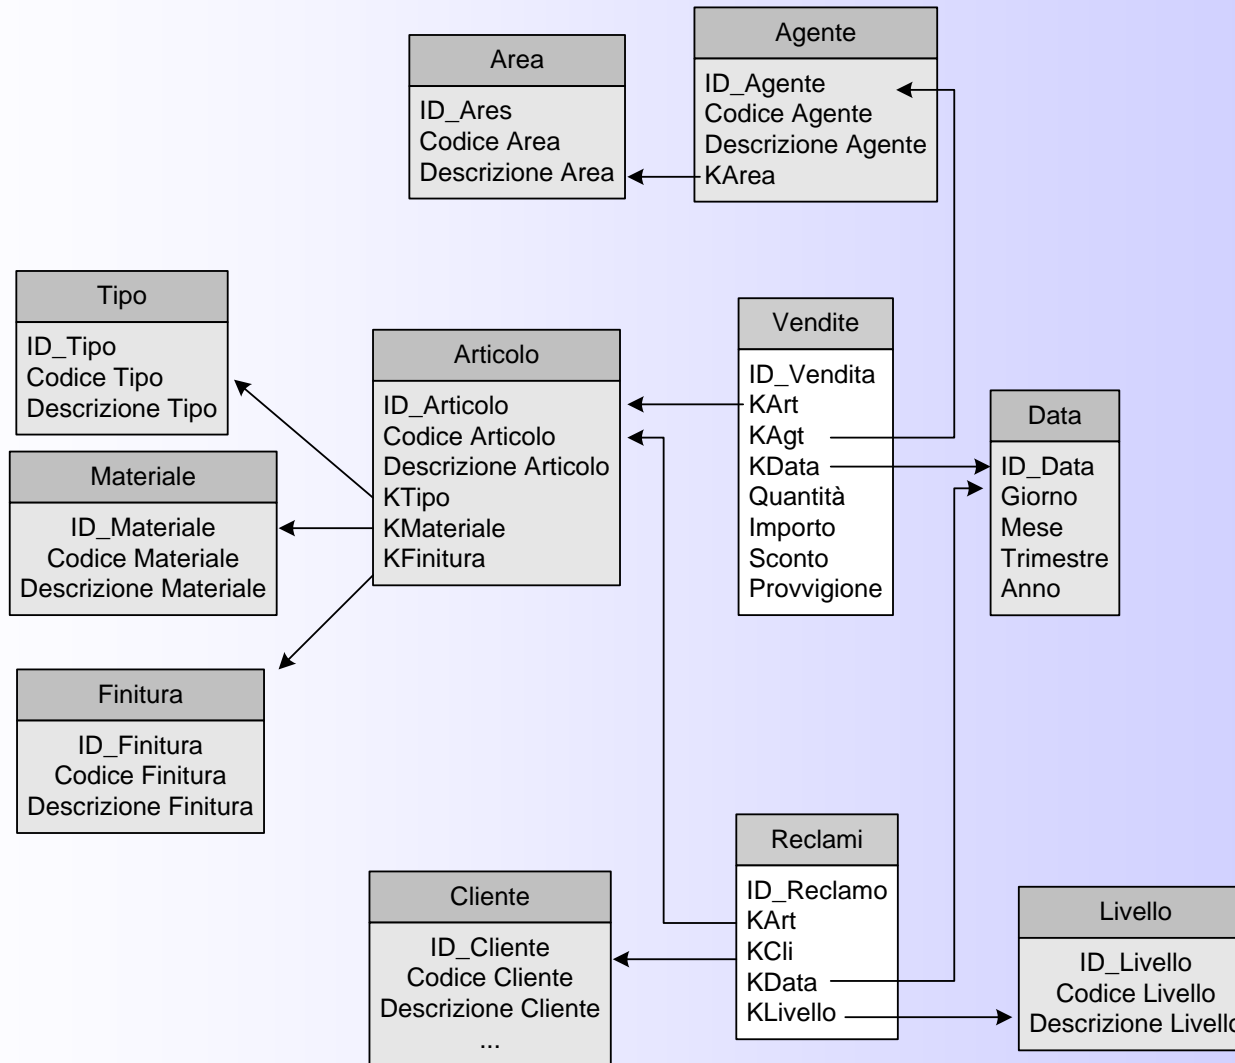 Agente
ID_Agente
Codice Agente
Descrizione Agente
KArea
Area
ID_Ares
Codice Area
Descrizione Area
Tipo
ID_Tipo
Codice Tipo
Descrizione Tipo
Articolo
ID_Articolo
Codice Articolo
Descrizione Articolo
KTipo
KMateriale
KFinitura
Vendite
ID_Vendita
KArt
KAgt
KData
Quantità
Importo
Sconto
Provvigione
Data
ID_Data
Giorno
Mese
Trimestre
Anno
Materiale
ID_Materiale
Codice Materiale
Descrizione Materiale
Finitura
ID_Finitura
Codice Finitura
Descrizione Finitura
Cliente
ID_Cliente
Codice Cliente
Descrizione Cliente
...
Reclami
ID_Reclamo
KArt
KCli
KData
KLivello
Livello
ID_Livello
Codice Livello
Descrizione Livello